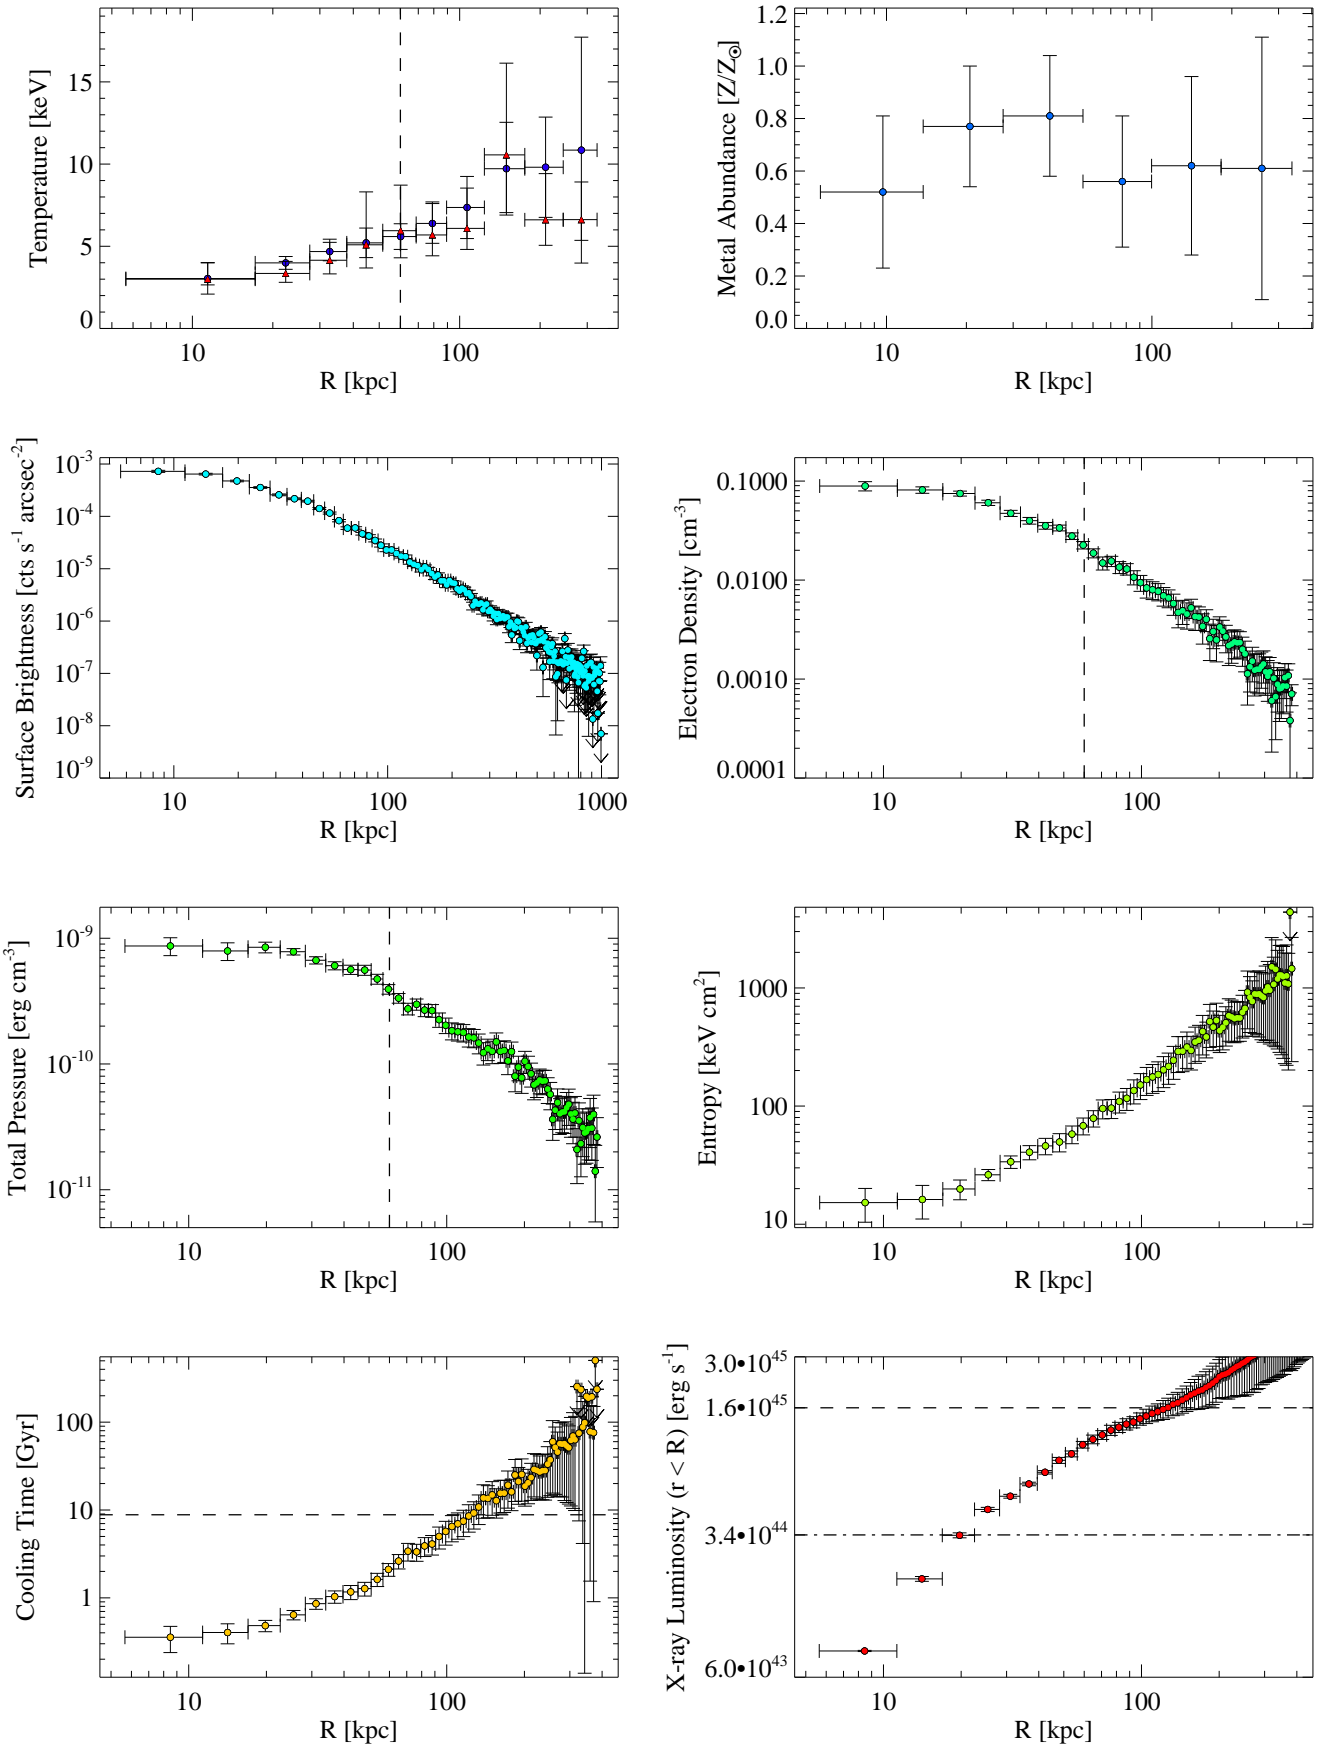 Temperature [keV]
15
10
5
0
10 100
R [kpc]
Metal Abundance [Z/Z☉]
1.2
1.0
0.8
0.6
0.4
0.2
0.0
10 100
R [kpc]
Surface Brightness [cts s⁻¹ arcsec⁻²]
10⁻³
10⁻⁴
10⁻⁵
10⁻⁶
10⁻⁷
10⁻⁸
10⁻⁹
10 100 1000
R [kpc]
Electron Density [cm⁻³]
0.1000
0.0100
0.0010
0.0001
10 100
R [kpc]
Total Pressure [erg cm⁻³]
10⁻⁹
10⁻¹⁰
10⁻¹¹
10 100
R [kpc]
Entropy [keV cm²]
1000
100
10
10 100
R [kpc]
Cooling Time [Gyr]
100
10
1
10 100
R [kpc]
X-ray Luminosity (r < R) [erg s⁻¹]
3.0•10⁴⁵
1.6•10⁴⁵
3.4•10⁴⁴
6.0•10⁴³
10 100
R [kpc]